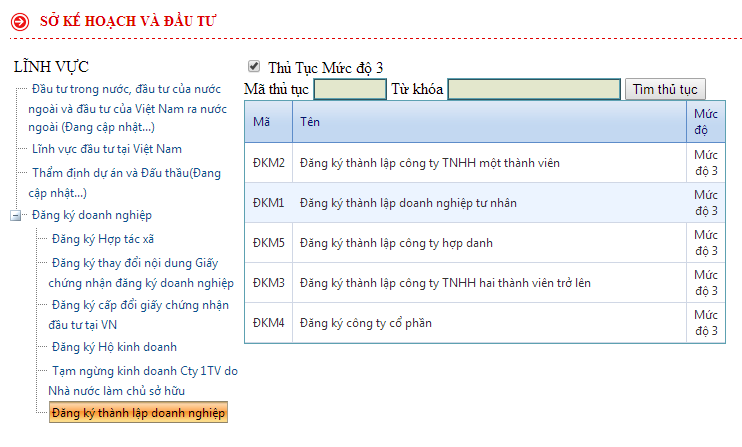 SỞ KẾ HOẠCH VÀ ĐẦU TƯ
LĨNH VỰC
Đầu tư trong nước, đầu tư của nước
ngoài và đầu tư của Việt Nam ra nước
ngoài (Đang cập nhật...)
Lĩnh vực đầu tư tại Việt Nam
Thẩm định dự án và Đấu thầu(Đang
cập nhật...)
Đăng ký doanh nghiệp
Đăng ký Hợp tác xã
Đăng ký thay đổi nội dung Giấy
chứng nhận đăng ký doanh nghiệp
Đăng ký cấp đổi giấy chứng nhận
đầu tư tại VN
Đăng ký Hộ kinh doanh
Tạm ngừng kinh doanh Cty 1TV do
Nhà nước làm chủ sở hữu
Đăng ký thành lập doanh nghiệp
Thủ Tục Mức độ 3
Mã thủ tục Từ khóa Tìm thủ tục
Mã Tên Mức độ
ĐKM2 Đăng ký thành lập công ty TNHH một thành viên Mức độ 3
ĐKM1 Đăng ký thành lập doanh nghiệp tư nhân Mức độ 3
ĐKM5 Đăng ký thành lập công ty hợp danh Mức độ 3
ĐKM3 Đăng ký thành lập công ty TNHH hai thành viên trở lên Mức độ 3
ĐKM4 Đăng ký công ty cổ phần Mức độ 3